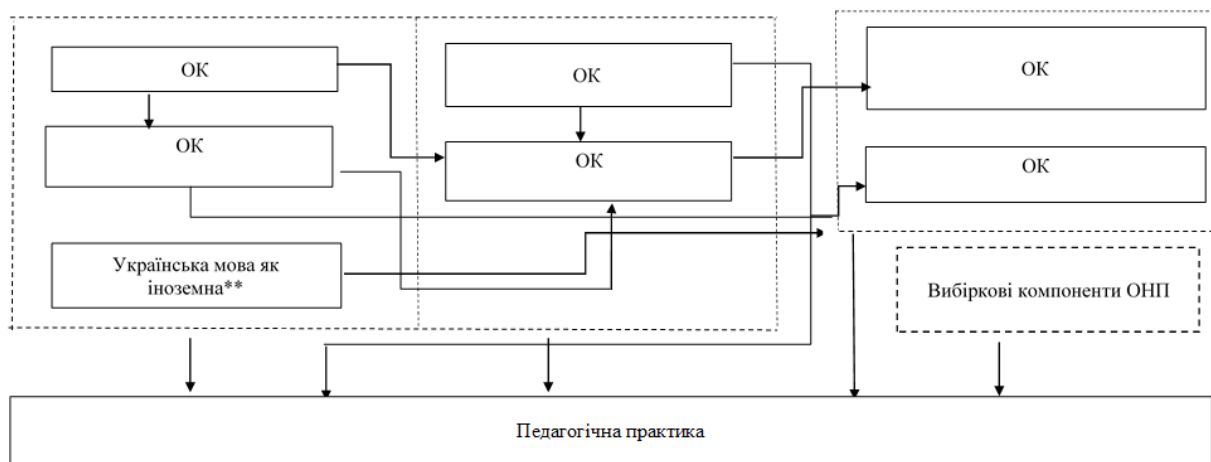 ОК
ОК
ОК
ОК
ОК
ОК
Українська мова як
іноземна**
Вибіркові компоненти ОНП
Педагогічна практика